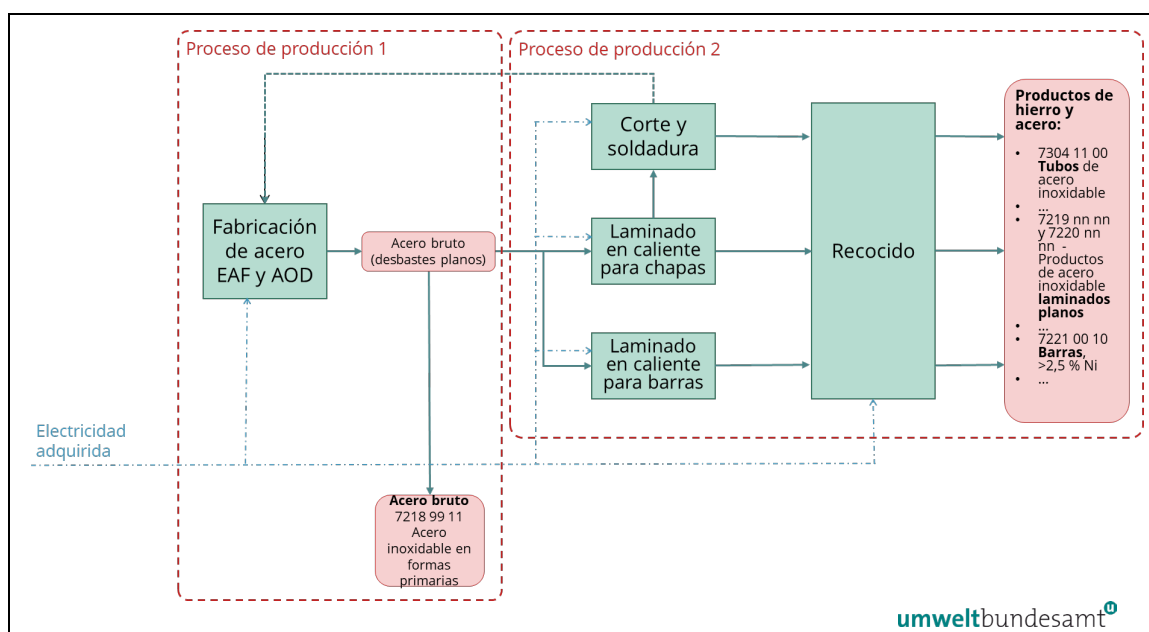 Proceso de producción 1
Proceso de producción 2
Fabricación
de acero
EAF y AOD
Acero bruto
(desbastes planos)
Corte y
soldadura
Laminado
en caliente
para chapas
Laminado
en caliente
para barras
Recocido
Productos de
hierro y
acero:
• 7304 11 00
Tubos de
acero
inoxidable
• ...
• 7219 nn nn
y 7220 nn
nn -
Productos
de acero
inoxidable
laminados
planos
• ...
• 7221 00 10
Barras,
>2,5 % Ni
• ...
Electricidad
adquirida
Acero bruto
7218 99 11
Acero
inoxidable en
formas
primarias
umweltbundesamt
u